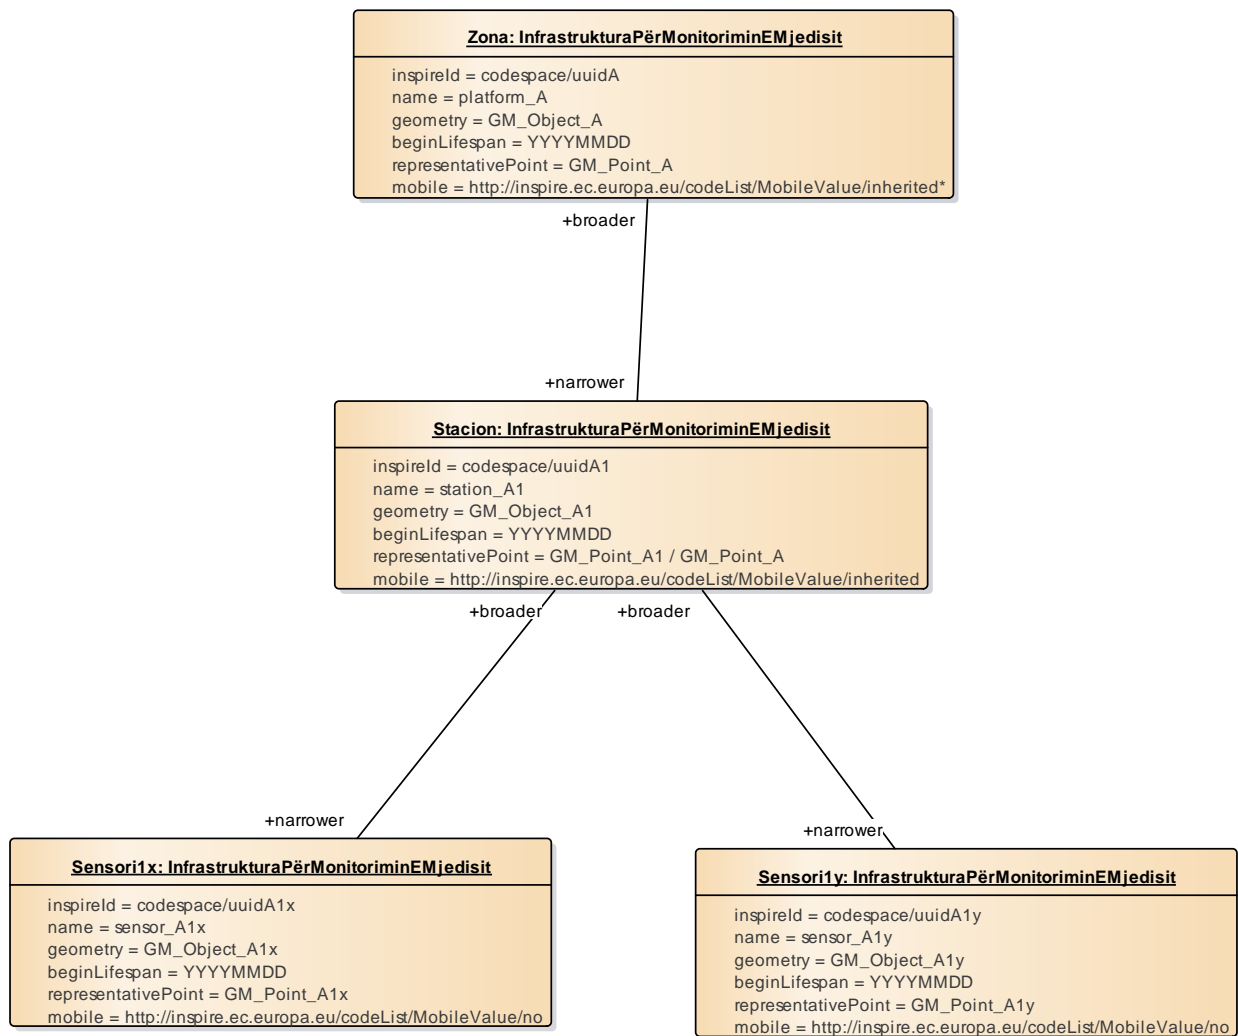 Zona: InfrastrukturaPërMonitoriminEMjedisit
inspireId = codespace/uuidA
name = platform_A
geometry = GM_Object_A
beginLifespan = YYYYMMDD
representativePoint = GM_Point_A
mobile = http://inspire.ec.europa.eu/codeList/MobileValue/inherited*
+broader
+narrower
Stacion: InfrastrukturaPërMonitoriminEMjedisit
inspireId = codespace/uuidA1
name = station_A1
geometry = GM_Object_A1
beginLifespan = YYYYMMDD
representativePoint = GM_Point_A1 / GM_Point_A
mobile = http://inspire.ec.europa.eu/codeList/MobileValue/inherited
+broader
+broader
+narrower
+narrower
Sensori1x: InfrastrukturaPërMonitoriminEMjedisit
inspireId = codespace/uuidA1x
name = sensor_A1x
geometry = GM_Object_A1x
beginLifespan = YYYYMMDD
representativePoint = GM_Point_A1x
mobile = http://inspire.ec.europa.eu/codeList/MobileValue/no
Sensori1y: InfrastrukturaPërMonitoriminEMjedisit
inspireId = codespace/uuidA1y
name = sensor_A1y
geometry = GM_Object_A1y
beginLifespan = YYYYMMDD
representativePoint = GM_Point_A1y
mobile = http://inspire.ec.europa.eu/codeList/MobileValue/no